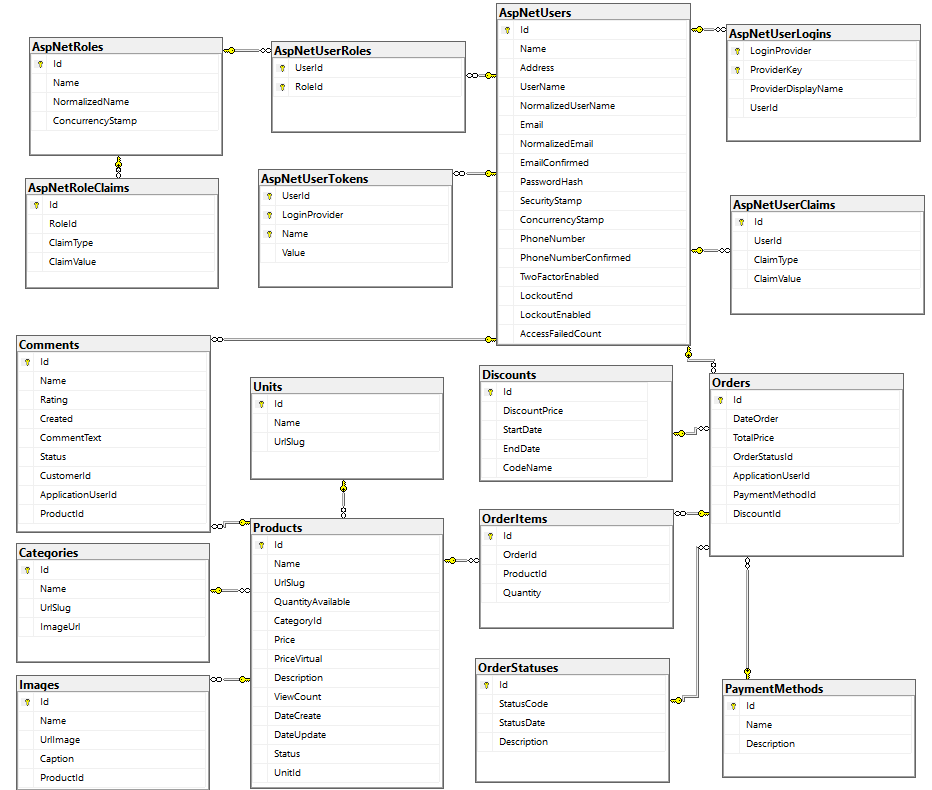 AspNetRoles
Id
Name
NormalizedName
ConcurrencyStamp
AspNetUserRoles
UserId
RoleId
AspNetUsers
Id
Name
Address
UserName
NormalizedUserName
Email
NormalizedEmail
EmailConfirmed
PasswordHash
SecurityStamp
ConcurrencyStamp
PhoneNumber
PhoneNumberConfirmed
TwoFactorEnabled
LockoutEnd
LockoutEnabled
AccessFailedCount
AspNetUserLogins
LoginProvider
ProviderKey
ProviderDisplayName
UserId
AspNetRoleClaims
Id
RoleId
ClaimType
ClaimValue
AspNetUserTokens
UserId
LoginProvider
Name
Value
AspNetUserClaims
Id
UserId
ClaimType
ClaimValue
Comments
Id
Name
Rating
Created
CommentText
Status
CustomerId
ApplicationUserId
ProductId
Units
Id
Name
UrlSlug
Discounts
Id
DiscountPrice
StartDate
EndDate
CodeName
Orders
Id
DateOrder
TotalPrice
OrderStatusId
ApplicationUserId
PaymentMethodId
DiscountId
Categories
Id
Name
UrlSlug
ImageUrl
Products
Id
Name
UrlSlug
QuantityAvailable
CategoryId
Price
PriceVirtual
Description
ViewCount
DateCreate
DateUpdate
Status
UnitId
OrderItems
Id
OrderId
ProductId
Quantity
Images
Id
Name
UrlImage
Caption
ProductId
OrderStatuses
Id
StatusCode
StatusDate
Description
PaymentMethods
Id
Name
Description